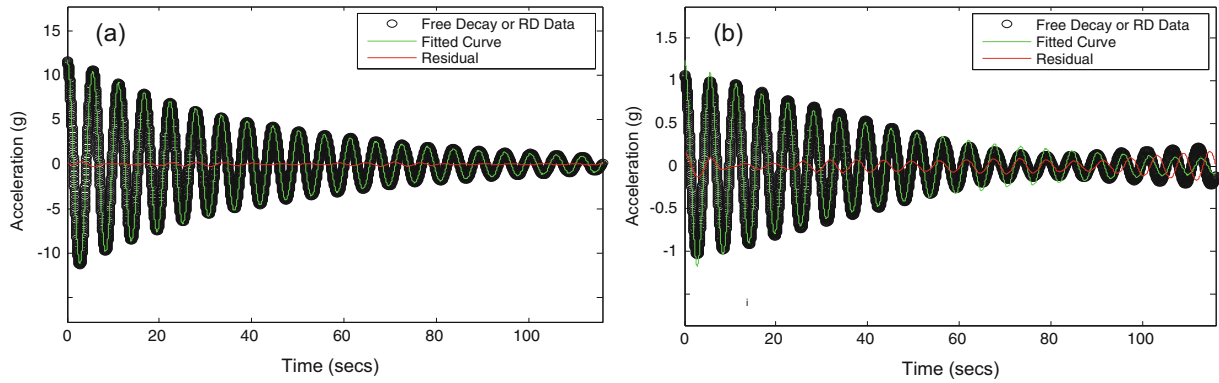 (a)
Free Decay or RD Data
Fitted Curve
Residual
15
10
5
0
-5
-10
Acceleration (g)
0
20
40
60
80
100
Time (secs)
(b)
Free Decay or RD Data
Fitted Curve
Residual
1.5
1
0.5
0
-0.5
-1
Acceleration (g)
i
0
20
40
60
80
100
Time (secs)